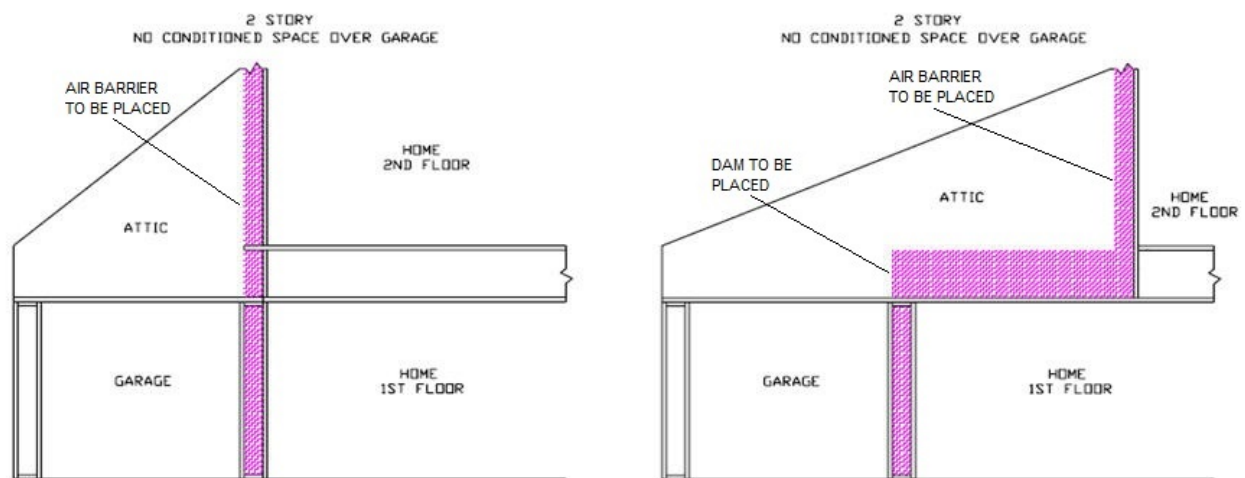 2 STORY
NO CONDITIONED SPACE OVER GARAGE
AIR BARRIER
TO BE PLACED
HOME
2ND FLOOR
ATTIC
GARAGE
HOME
1ST FLOOR
2 STORY
NO CONDITIONED SPACE OVER GARAGE
AIR BARRIER
TO BE PLACED
DAM TO BE
PLACED
ATTIC
HOME
2ND FLOOR
GARAGE
HOME
1ST FLOOR